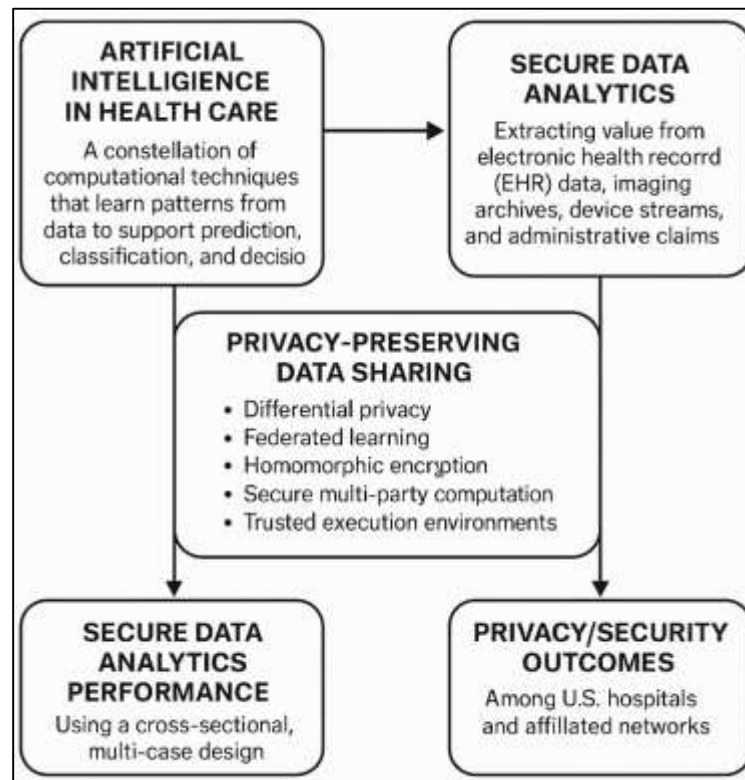 ARTIFICIAL
INTELLIGIENCE
IN HEALTH CARE
A constellation of
computational techniques
that learn patterns from
data to support prediction,
classification, and decisio
SECURE DATA
ANALYTICS
Extracting value from
electronic health recorrd
(EHR) data, imaging
archives, device streams,
and administrative claims
PRIVACY-PRESERVING
DATA SHARING
• Differential privacy
• Federated learning
• Homomorphic encryption
• Secure multi-party computation
• Trusted execution environments
SECURE DATA
ANALYTICS
PERFORMANCE
Using a cross-sectional,
multi-case design
PRIVACY/SECURITY
OUTCOMES
Among U.S. hospitals
and affillated networks